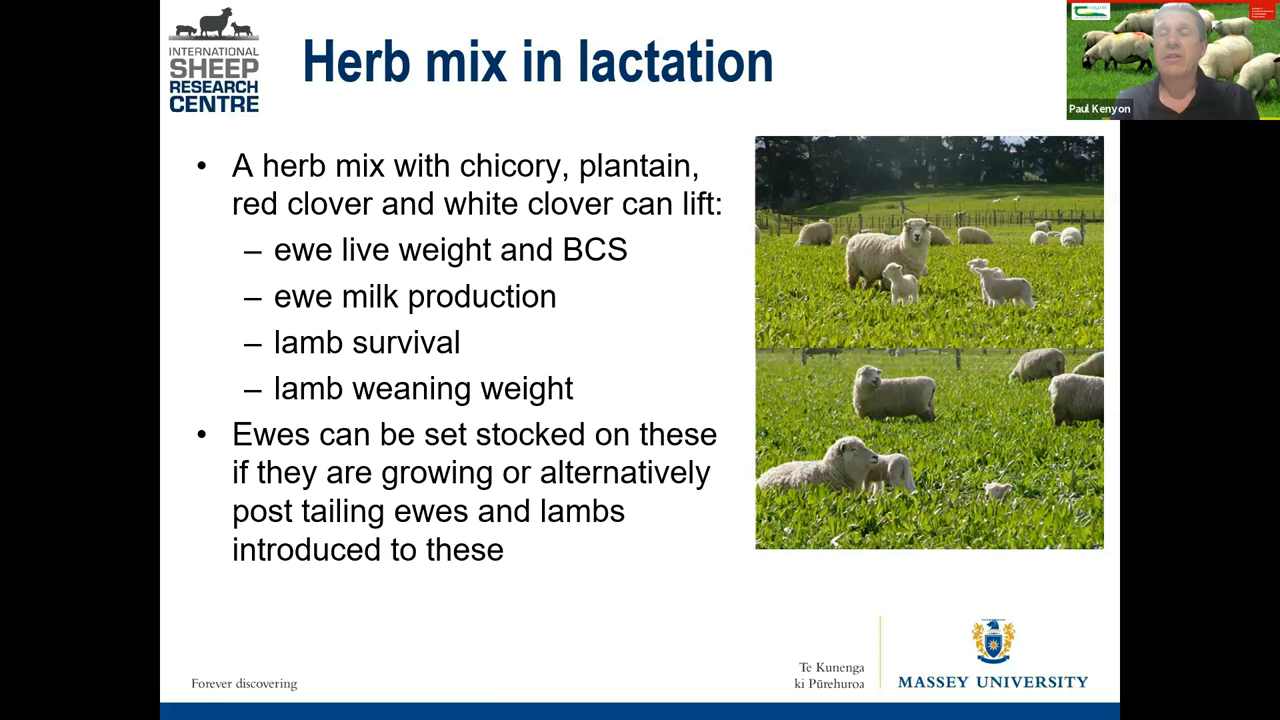 INTERNATIONAL
SHEEP
RESEARCH
CENTRE
Herb mix in lactation
Paul Kenyon
• A herb mix with chicory, plantain,
red clover and white clover can lift:
– ewe live weight and BCS
– ewe milk production
– lamb survival
– lamb weaning weight
• Ewes can be set stocked on these
if they are growing or alternatively
post tailing ewes and lambs
introduced to these
Forever discovering
Te Kunenga
ki Pūrehuroa
MASSEY UNIVERSITY